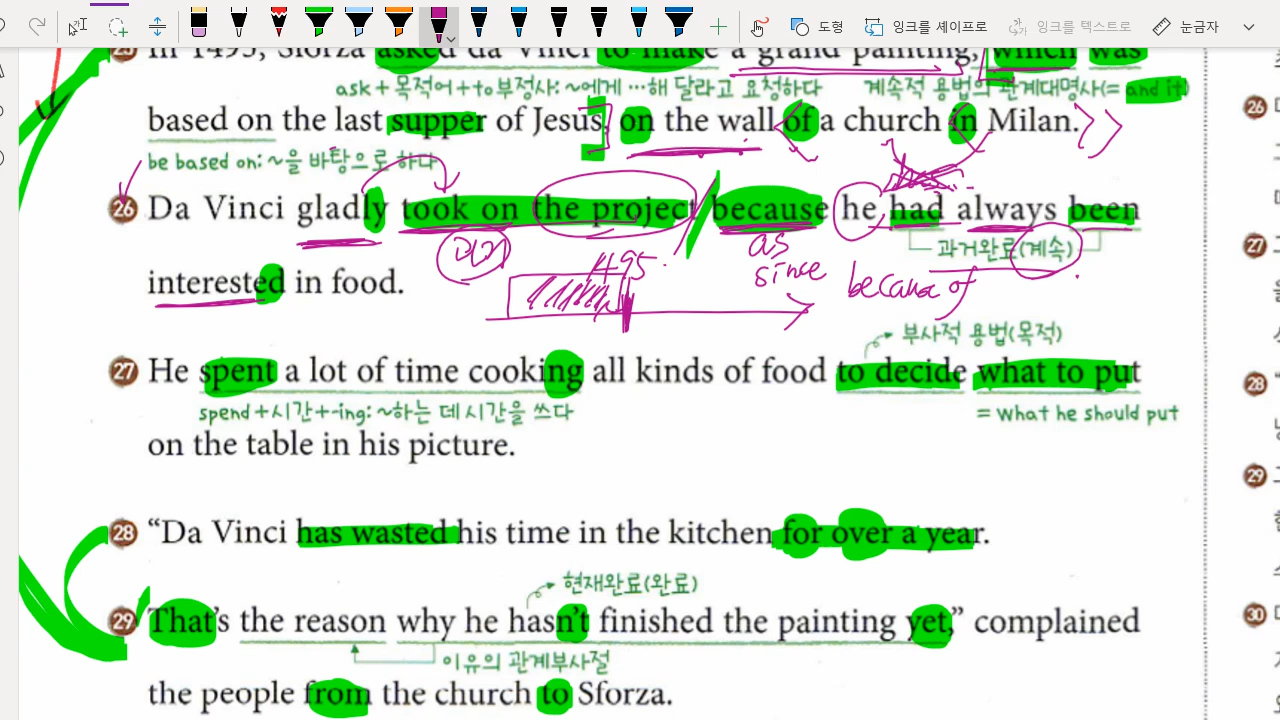 도형 잉크를 셰이프로 잉크를 텍스트로 눈금자
25 In 1495, Sforza asked da Vinci to make a grand painting, which was
ask + 목적어 + to부정사: ~에게 …해 달라고 요청하다 계속적 용법의 관계대명사(= and it)
based on the last supper of Jesus, on the wall of a church in Milan.
be based on: ~을 바탕으로 하다
26 Da Vinci gladly took on the project because he had always been
as
과거완료(계속)
1495.
since
because of
interested in food.
부사적 용법(목적)
27 He spent a lot of time cooking all kinds of food to decide what to put
spend + 시간 + -ing: ~하는 데 시간을 쓰다 = what he should put
on the table in his picture.
28 “Da Vinci has wasted his time in the kitchen for over a year.
현재완료(완료)
29 That’s the reason why he hasn’t finished the painting yet,” complained
이유의 관계부사절
the people from the church to Sforza.
26
27
28
29
30